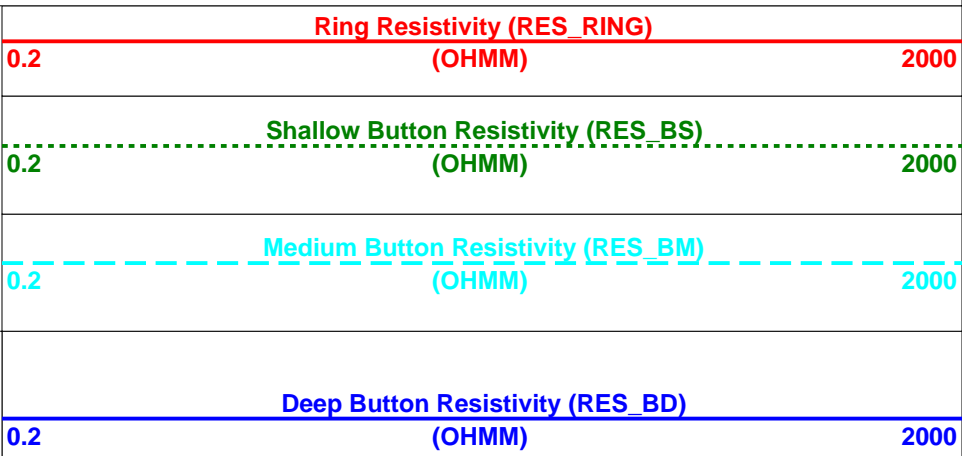 Ring Resistivity (RES_RING)
0.2 (OHMM) 2000
Shallow Button Resistivity (RES_BS)
0.2 (OHMM) 2000
Medium Button Resistivity (RES_BM)
0.2 (OHMM) 2000
Deep Button Resistivity (RES_BD)
0.2 (OHMM) 2000